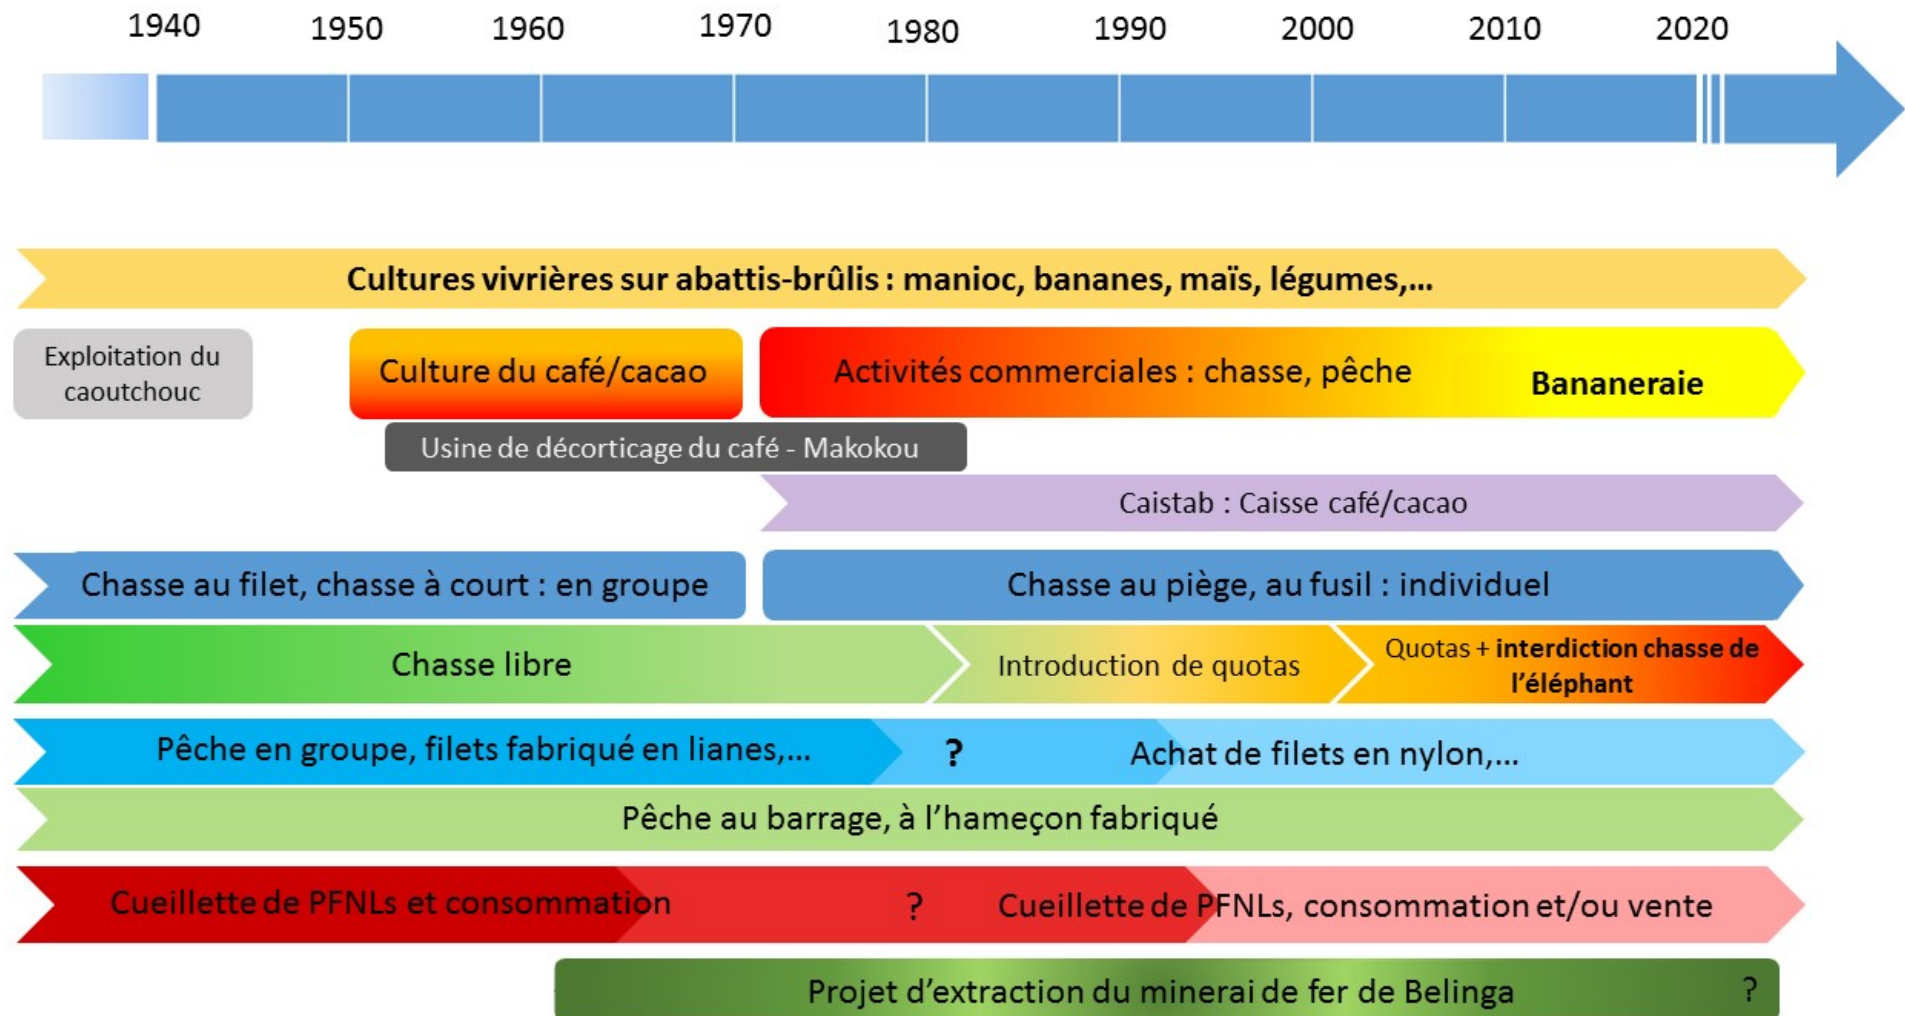 1940 1950 1960 1970 1980 1990 2000 2010 2020
Cultures vivrières sur abattis-brûlis : manioc, bananes, maïs, légumes,...
Exploitation du
caoutchouc
Culture du café/cacao
Activités commerciales : chasse, pêche
Bananeraie
Usine de décorticage du café - Makokou
Caistab : Caisse café/cacao
Chasse au filet, chasse à court : en groupe
Chasse au piège, au fusil : individuel
Chasse libre
Introduction de quotas
Quotas + interdiction chasse de
l'éléphant
Pêche en groupe, filets fabriqué en lianes,...
?
Achat de filets en nylon,...
Pêche au barrage, à l'hameçon fabriqué
Cueillette de PFNLs et consommation
?
Cueillette de PFNLs, consommation et/ou vente
Projet d'extraction du minerai de fer de Belinga
?